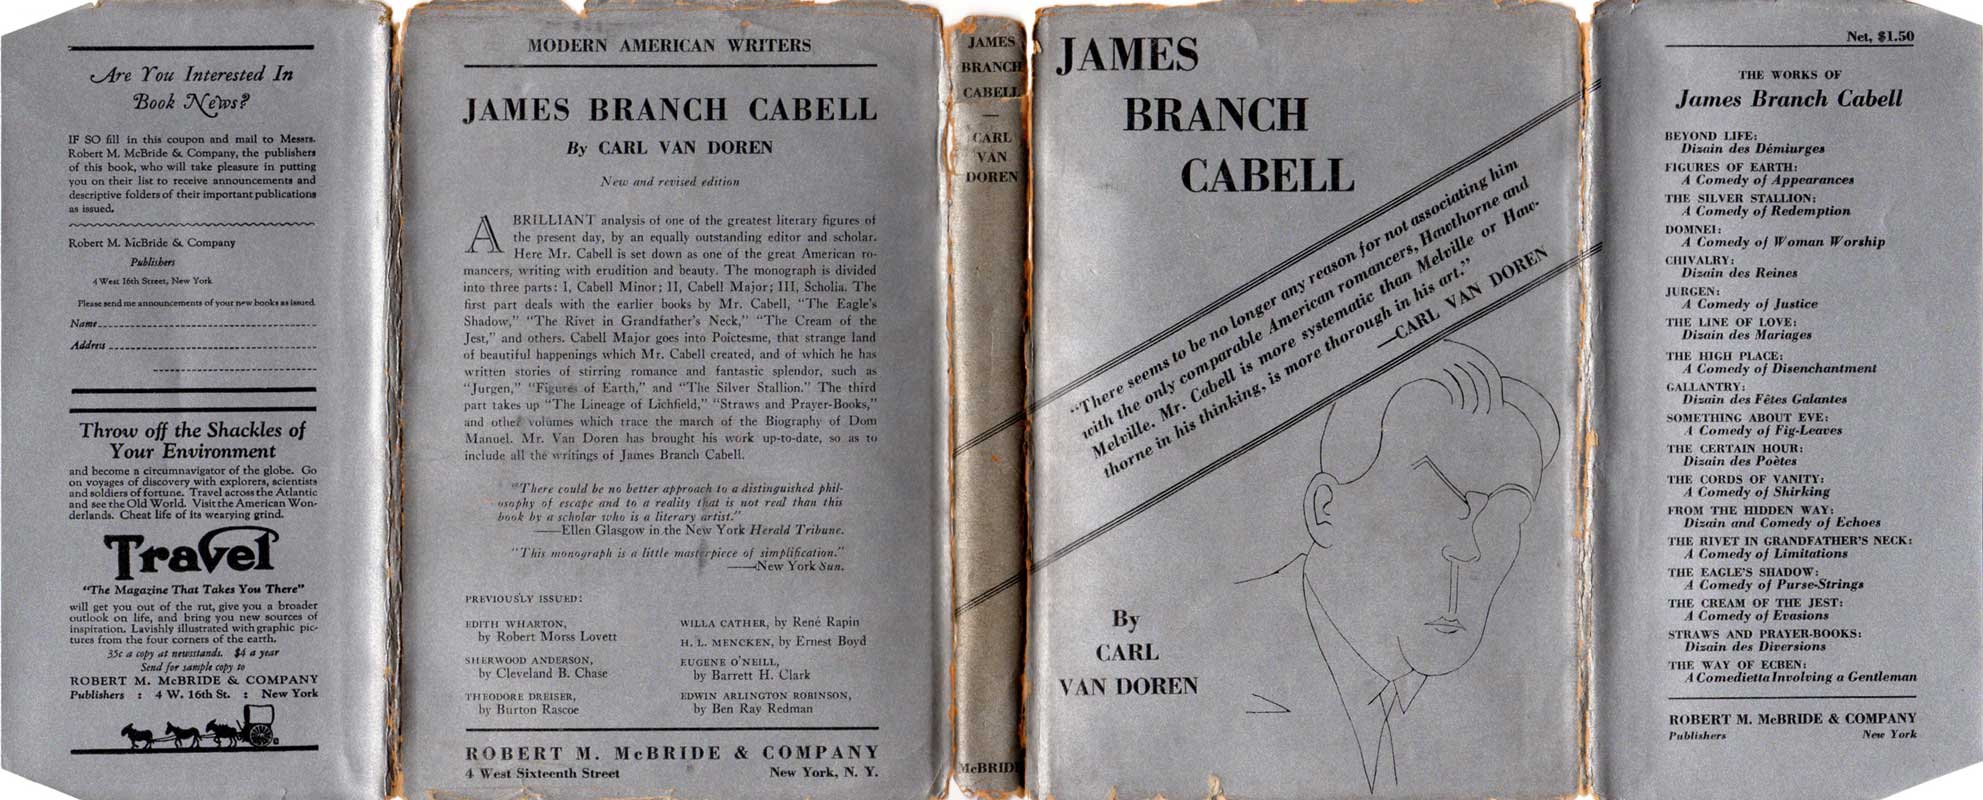 Are You Interested In
Book News?
IF SO fill in this coupon and mail to Messrs.
Robert M. McBride & Company, the publishers
of this book, who will take pleasure in putting
you on their list to receive announcements and
descriptive folders of their important publications
as issued.
Robert M. McBride & Company
Publishers
4 West 16th Street, New York
Please send me announcements of your new books as issued.
Name
Address
Throw off the Shackles of
Your Environment
and become a circumnavigator of the globe. Go
on voyages of discovery with explorers, scientists
and soldiers of fortune. Travel across the Atlantic
and see the Old World. Visit the American Won-
derlands. Cheat life of its wearying grind.
Travel
"The Magazine That Takes You There"
will get you out of the rut, give you a broader
outlook on life, and bring you new sources of
inspiration. Lavishly illustrated with graphic pic-
tures from the four corners of the earth.
35c a copy at newsstands. $4 a year
Send for sample copy to
ROBERT M. McBRIDE & COMPANY
Publishers : 4 W. 16th St. : New York
MODERN AMERICAN WRITERS
JAMES BRANCH CABELL
By CARL VAN DOREN
New and revised edition
A BRILLIANT analysis of one of the greatest literary figures of
the present day, by an equally outstanding editor and scholar.
Here Mr. Cabell is set down as one of the great American ro-
mancers, writing with erudition and beauty. The monograph is divided
into three parts: I, Cabell Minor; II, Cabell Major; III, Scholia. The
first part deals with the earlier books by Mr. Cabell, "The Eagle's
Shadow," "The Rivet in Grandfather's Neck," "The Cream of the
Jest," and others. Cabell Major goes into Poictesme, that strange land
of beautiful happenings which Mr. Cabell created, and of which he has
written stories of stirring romance and fantastic splendor, such as
"Jurgen," "Figures of Earth," and "The Silver Stallion." The third
part takes up "The Lineage of Lichfield," "Straws and Prayer-Books,"
and other volumes which trace the march of the Biography of Dom
Manuel. Mr. Van Doren has brought his work up-to-date, so as to
include all the writings of James Branch Cabell.
"There could be no better approach to a distinguished phil-
osophy of escape and to a reality that is not real than this
book by a scholar who is a literary artist."
—Ellen Glasgow in the New York Herald Tribune.
"This monograph is a little masterpiece of simplification."
—New York Sun.
PREVIOUSLY ISSUED:
EDITH WHARTON,
by Robert Morss Lovett
SHERWOOD ANDERSON,
by Cleveland B. Chase
THEODORE DREISER,
by Burton Rascoe
WILLA CATHER, by René Rapin
H. L. MENCKEN, by Ernest Boyd
EUGENE O'NEILL,
by Barrett H. Clark
EDWIN ARLINGTON ROBINSON,
by Ben Ray Redman
ROBERT M. McBRIDE & COMPANY
4 West Sixteenth Street New York, N. Y.
JAMES
BRANCH
CABELL
—
CARL
VAN
DOREN
McBRIDE
JAMES
BRANCH
CABELL
"There seems to be no longer any reason for not associating him
with the only comparable American romancers, Hawthorne and
Melville. Mr. Cabell is more systematic than Melville or Haw-
thorne in his thinking, is more thorough in his art."
—CARL VAN DOREN
By
CARL
VAN DOREN
Net, $1.50
THE WORKS OF
James Branch Cabell
BEYOND LIFE:
Dizain des Démiurges
FIGURES OF EARTH:
A Comedy of Appearances
THE SILVER STALLION:
A Comedy of Redemption
DOMNEI:
A Comedy of Woman Worship
CHIVALRY:
Dizain des Reines
JURGEN:
A Comedy of Justice
THE LINE OF LOVE:
Dizain des Mariages
THE HIGH PLACE:
A Comedy of Disenchantment
GALLANTRY:
Dizain des Fêtes Galantes
SOMETHING ABOUT EVE:
A Comedy of Fig-Leaves
THE CERTAIN HOUR:
Dizain des Poètes
THE CORDS OF VANITY:
A Comedy of Shirking
FROM THE HIDDEN WAY:
Dizain and Comedy of Echoes
THE RIVET IN GRANDFATHER'S NECK:
A Comedy of Limitations
THE EAGLE'S SHADOW:
A Comedy of Purse-Strings
THE CREAM OF THE JEST:
A Comedy of Evasions
STRAWS AND PRAYER-BOOKS:
Dizain des Diversions
THE WAY OF ECBEN:
A Comedietta Involving a Gentleman
ROBERT M. McBRIDE & COMPANY
Publishers New York